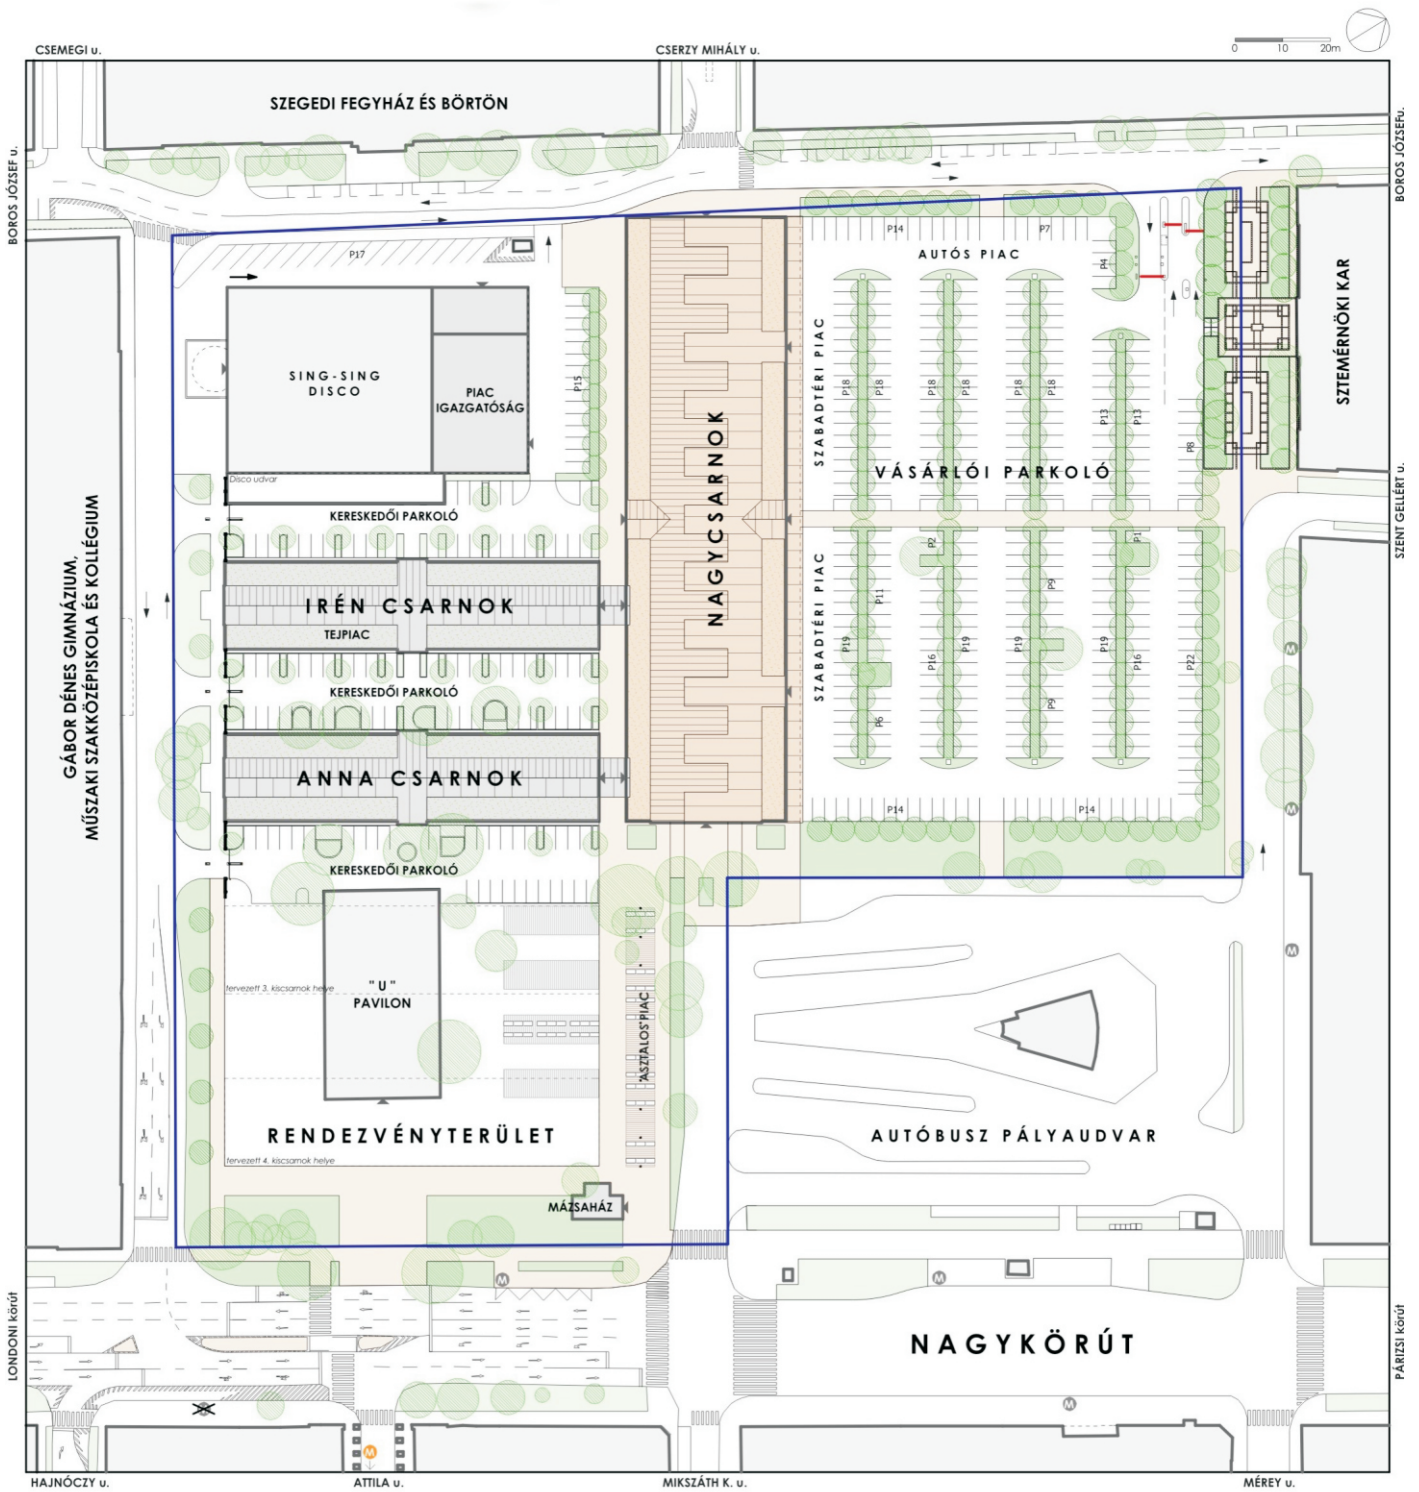 CSEMEGI u.
CSERZY MIHÁLY u.
0 10 20m
SZEGEDI FEGYHÁZ ÉS BÖRTÖN
BOROS JÓZSEF u.
BOROS JÓZSEFu.
P17
P14
P7
AUTÓS PIAC
P4
SING-SING
DISCO
PIAC
IGAZGATÓSÁG
P15
NAGYCSARNOK
SZABADTÉRI PIAC
P18
P18
P18
P18
P18
P18
P13
P13
P8
SZTEMÉRNÖKI KAR
VÁSÁRLÓI PARKOLÓ
Disco udvar
KERESKEDŐI PARKOLÓ
SZENT GELLÉRT u.
GÁBOR DÉNES GIMNÁZIUM,
MŰSZAKI SZAKKÖZÉPISKOLA ÉS KOLLÉGIUM
IRÉN CSARNOK
TEJPIAC
SZABADTÉRI PIAC
P2
P1
P11
P9
P19
P16
P19
P19
P19
P16
P22
P6
P9
KERESKEDŐI PARKOLÓ
M
ANNA CSARNOK
P14
P14
M
KERESKEDŐI PARKOLÓ
M
tervezett 3. kiscsarnok helye
"U"
PAVILON
"ASZTALOS"PIAC
RENDEZVÉNYTERÜLET
AUTÓBUSZ PÁLYAUDVAR
tervezett 4. kiscsarnok helye
MÁZSAHÁZ
M
M
LONDONI körút
NAGYKÖRÚT
PÁRIZSI körút
M
M
HAJNÓCZY u.
ATTILA u.
MIKSZÁTH K. u.
MÉREY u.